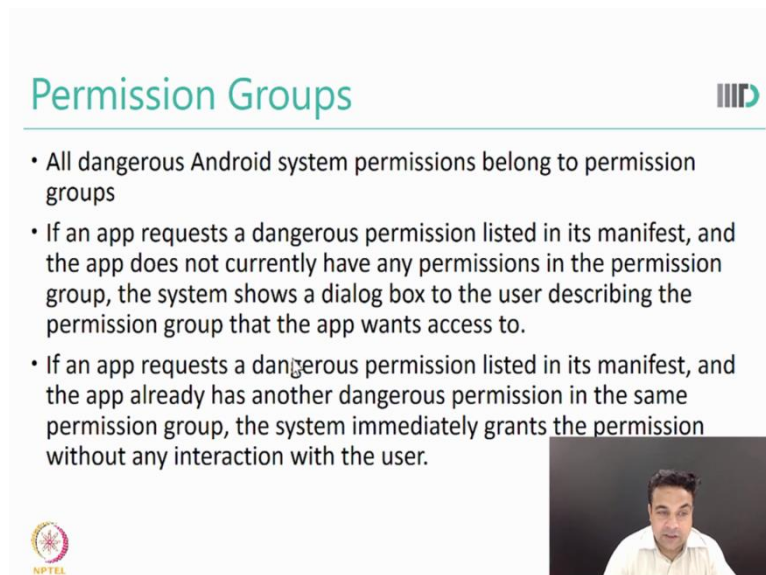 Permission Groups
IIITD
• All dangerous Android system permissions belong to permission
groups
• If an app requests a dangerous permission listed in its manifest, and
the app does not currently have any permissions in the permission
group, the system shows a dialog box to the user describing the
permission group that the app wants access to.
• If an app requests a dangerous permission listed in its manifest, and
the app already has another dangerous permission in the same
permission group, the system immediately grants the permission
without any interaction with the user.
NPTEL